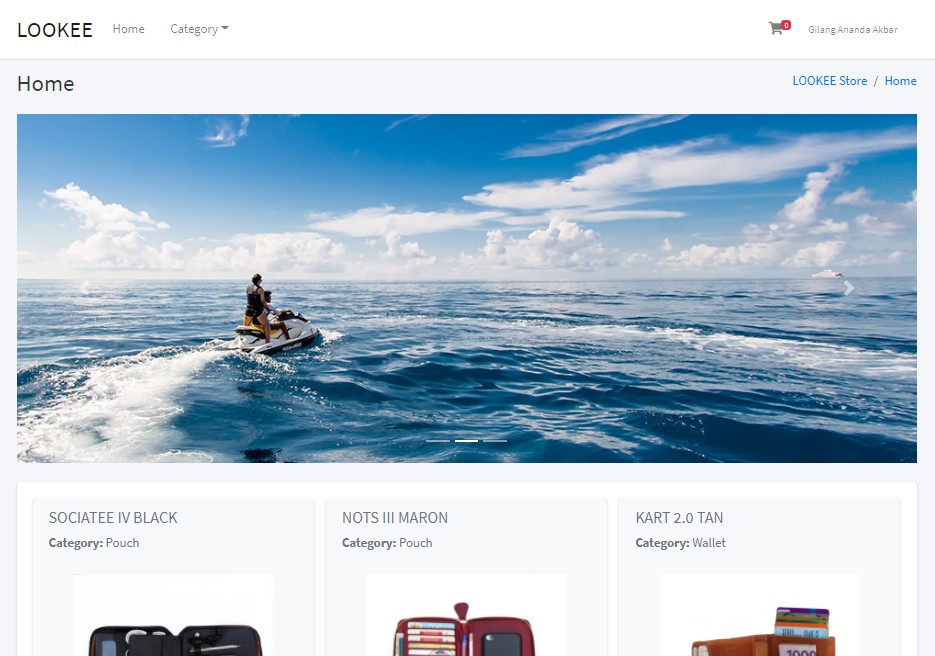 LOOKEE Home Category 0 Gilang Ananda Akbar
Home LOOKEE Store / Home
SOCIATEE IV BLACK
Category: Pouch
NOTS III MARON
Category: Pouch
KART 2.0 TAN
Category: Wallet